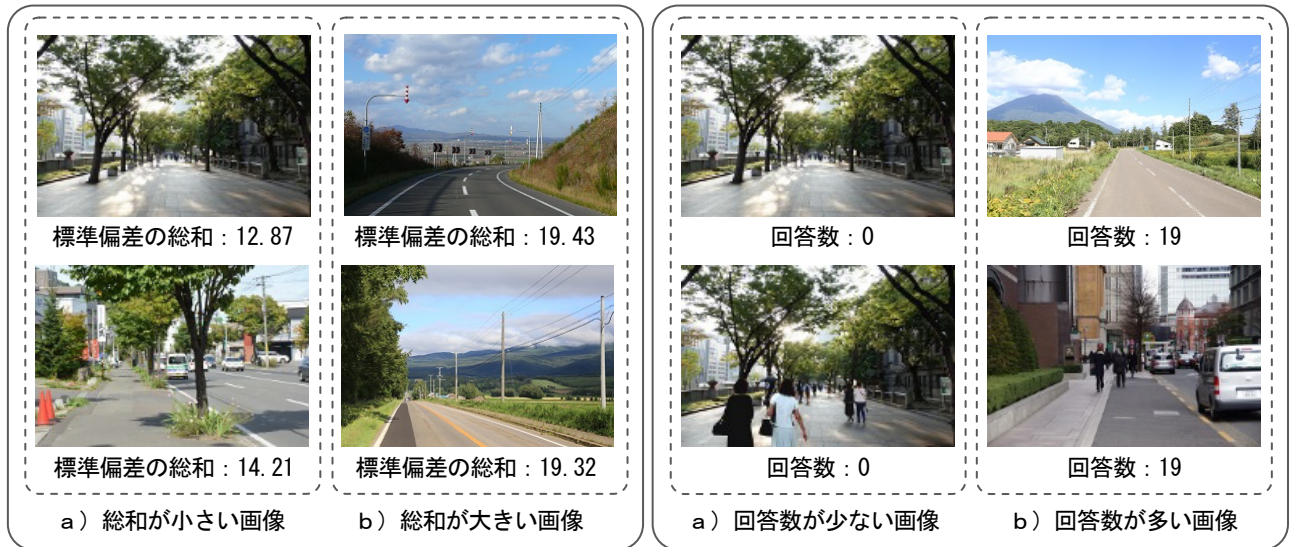 標準偏差の総和：12.87
標準偏差の総和：19.43
標準偏差の総和：14.21
標準偏差の総和：19.32
a）総和が小さい画像
b）総和が大きい画像
回答数：0
回答数：19
回答数：0
回答数：19
a）回答数が少ない画像
b）回答数が多い画像